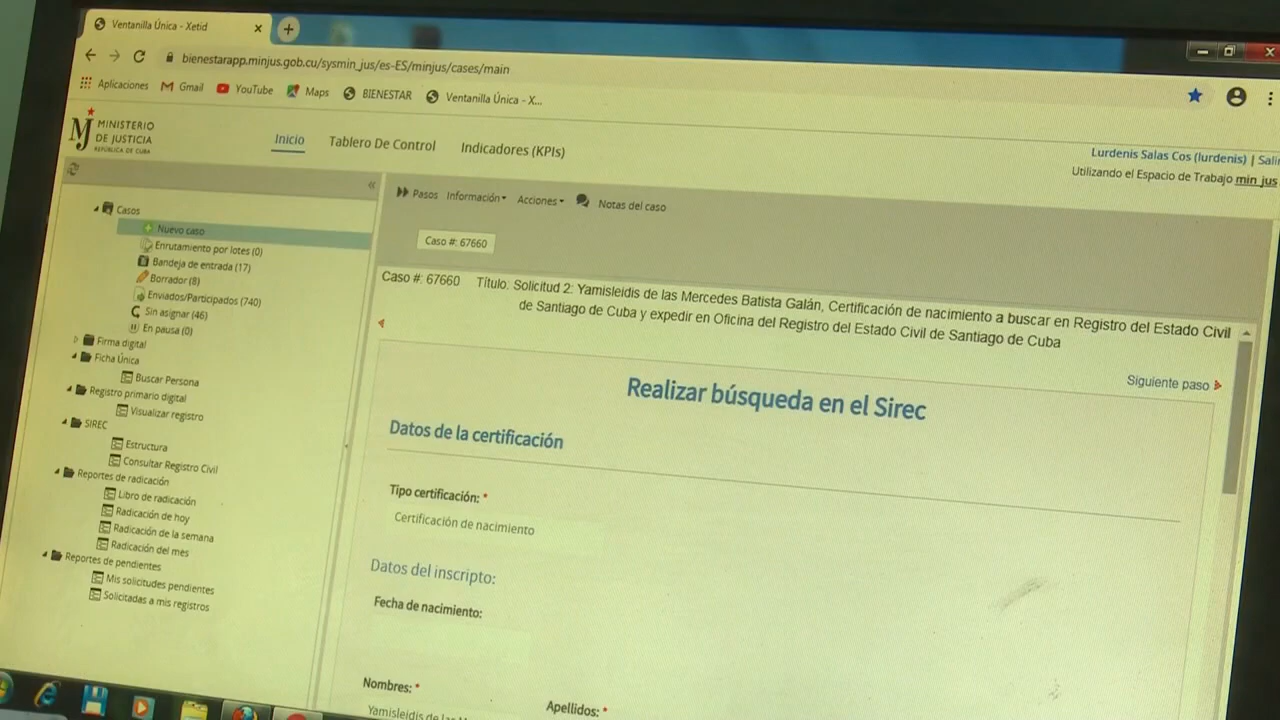 Ventanilla Única - Xetid
bienestarapp.minjus.gob.cu/sysmin_jus/es-ES/minjus/cases/main
Aplicaciones Gmail YouTube Maps BIENESTAR Ventanilla Única - X...
MINISTERIO
DE JUSTICIA
REPÚBLICA DE CUBA
Inicio Tablero De Control Indicadores (KPIs)
Lurdenis Salas Cos (lurdenis) | Salir
Utilizando el Espacio de Trabajo min_jus
Casos
Nuevo caso
Enrutamiento por lotes (0)
Bandeja de entrada (17)
Borrador (8)
Enviados/Participados (740)
Sin asignar (46)
En pausa (0)
Firma digital
Ficha Única
Buscar Persona
Registro primario digital
Visualizar registro
SIREC
Estructura
Consultar Registro Civil
Reportes de radicación
Libro de radicación
Radicación de hoy
Radicación de la semana
Radicación del mes
Reportes de pendientes
Mis solicitudes pendientes
Solicitadas a mis registros
Pasos Información Acciones Notas del caso
Caso #: 67660
Caso #: 67660 Título: Solicitud 2: Yamisleidis de las Mercedes Batista Galán, Certificación de nacimiento a buscar en Registro del Estado Civil
de Santiago de Cuba y expedir en Oficina del Registro del Estado Civil de Santiago de Cuba
Siguiente paso
Realizar búsqueda en el Sirec
Datos de la certificación
Tipo certificación: *
Certificación de nacimiento
Datos del inscripto:
Fecha de nacimiento:
Nombres: * Apellidos: *
Yamisleidis de las